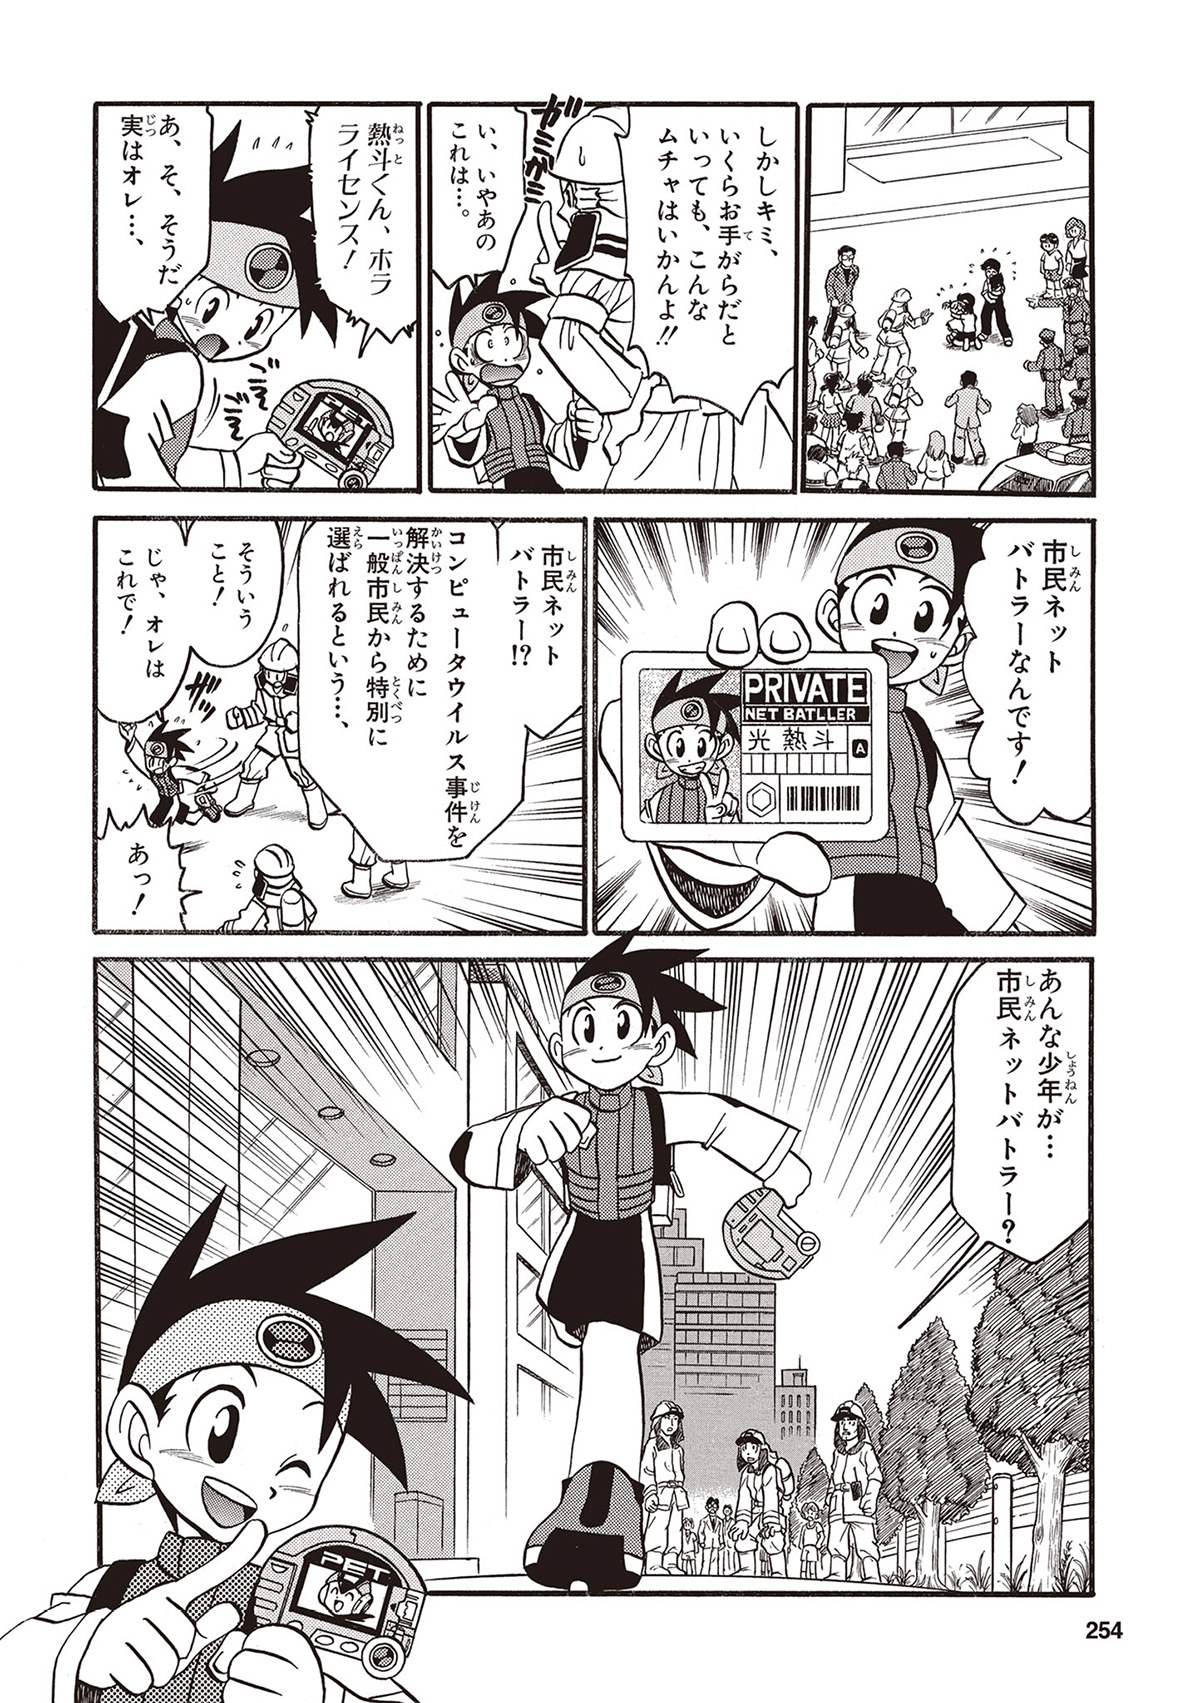 しかしキミ、
いくらお手がらだと
いっても、こんな
ムチャはいかんよ!!
ガミガミ
い、いやあの
これは…。
熱斗くん、ホラ
ライセンス!
あ、そ、そうだ
実はオレ…、
ごそごそ
市民ネット
バトラーなんです!
PRIVATE
NET BATLLER
光 熱 斗
A
市民ネット
バトラー!?
コンピュータウイルス事件を
解決するために
一般市民から特別に
選ばれるという…、
そういう
こと!
じゃ、オレは
これで!
ザザッ
あっ!
あんな少年が…
市民ネットバトラー?
PET
254